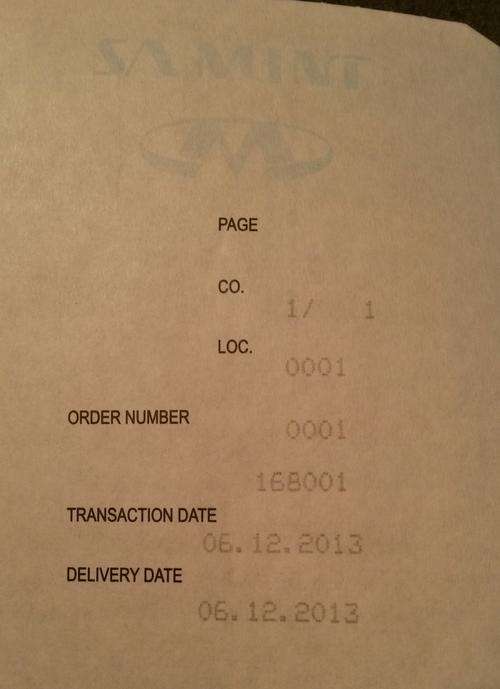 PAGE
CO.
1/ 1
LOC.
0001
ORDER NUMBER
0001
168001
TRANSACTION DATE
06.12.2013
DELIVERY DATE
06.12.2013